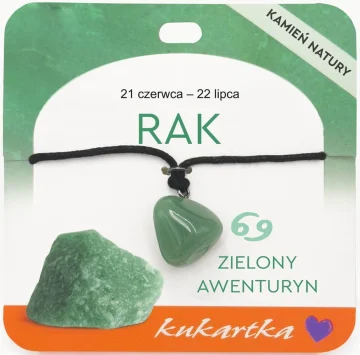 KAMIEŃ NATURY
21 czerwca – 22 lipca
RAK
ZIELONY
AWENTURYN
kukartka